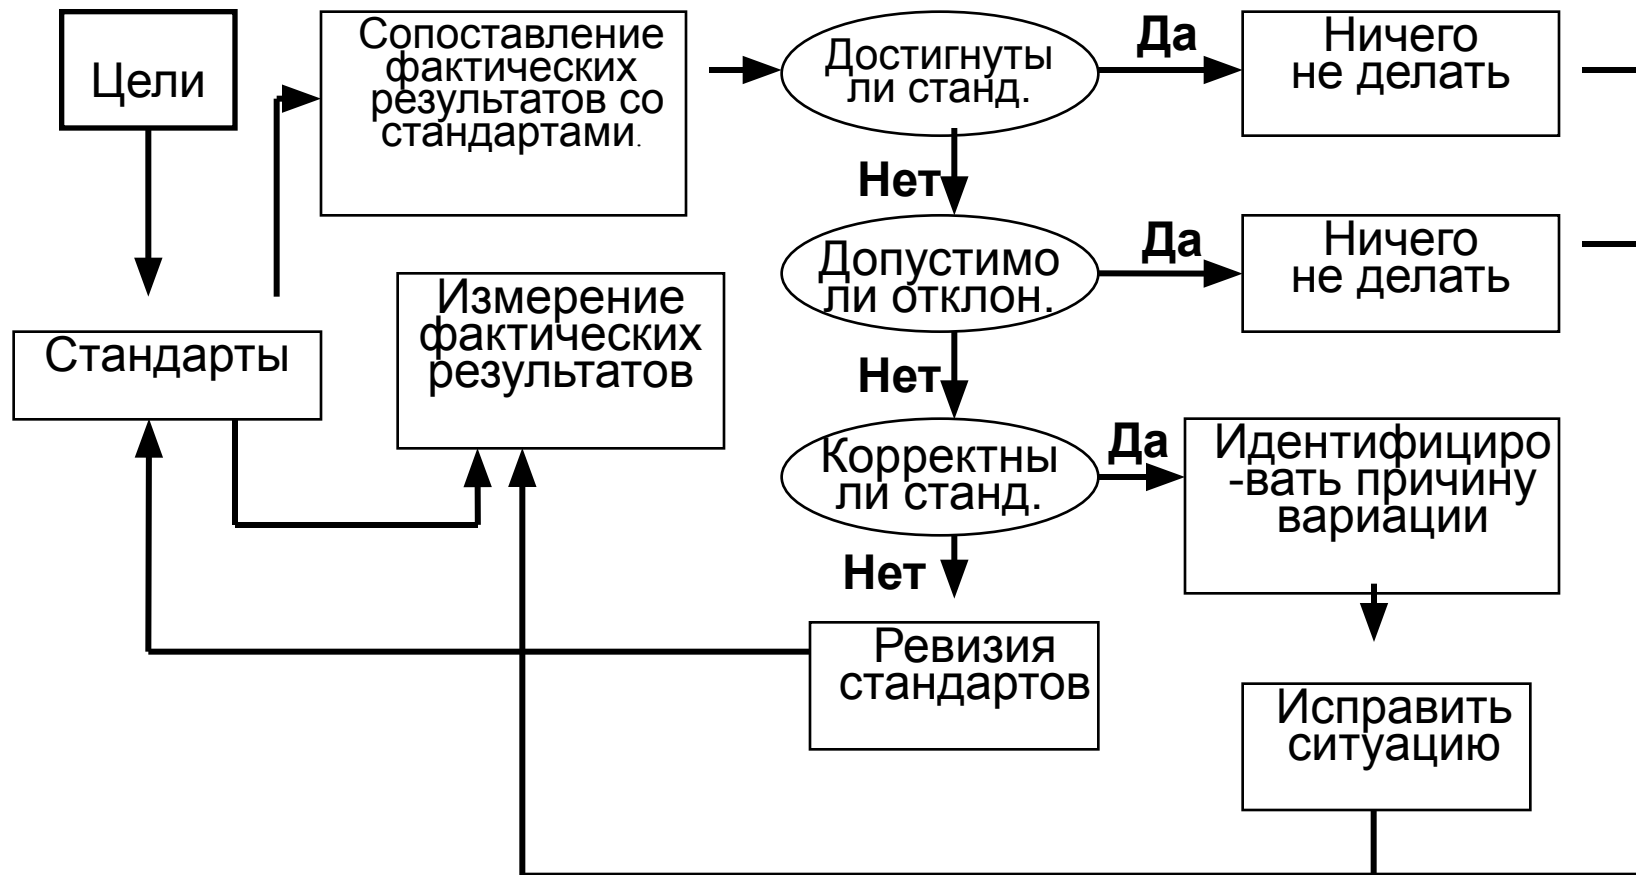 Цели
Сопоставление
фактических
результатов со
стандартами.
Достигнуты
ли станд.
Да
Ничего
не делать
Нет
Допустимо
ли отклон.
Да
Ничего
не делать
Стандарты
Измерение
фактических
результатов
Нет
Корректны
ли станд.
Да
Идентифициро
-вать причину
вариации
Нет
Ревизия
стандартов
Исправить
ситуацию